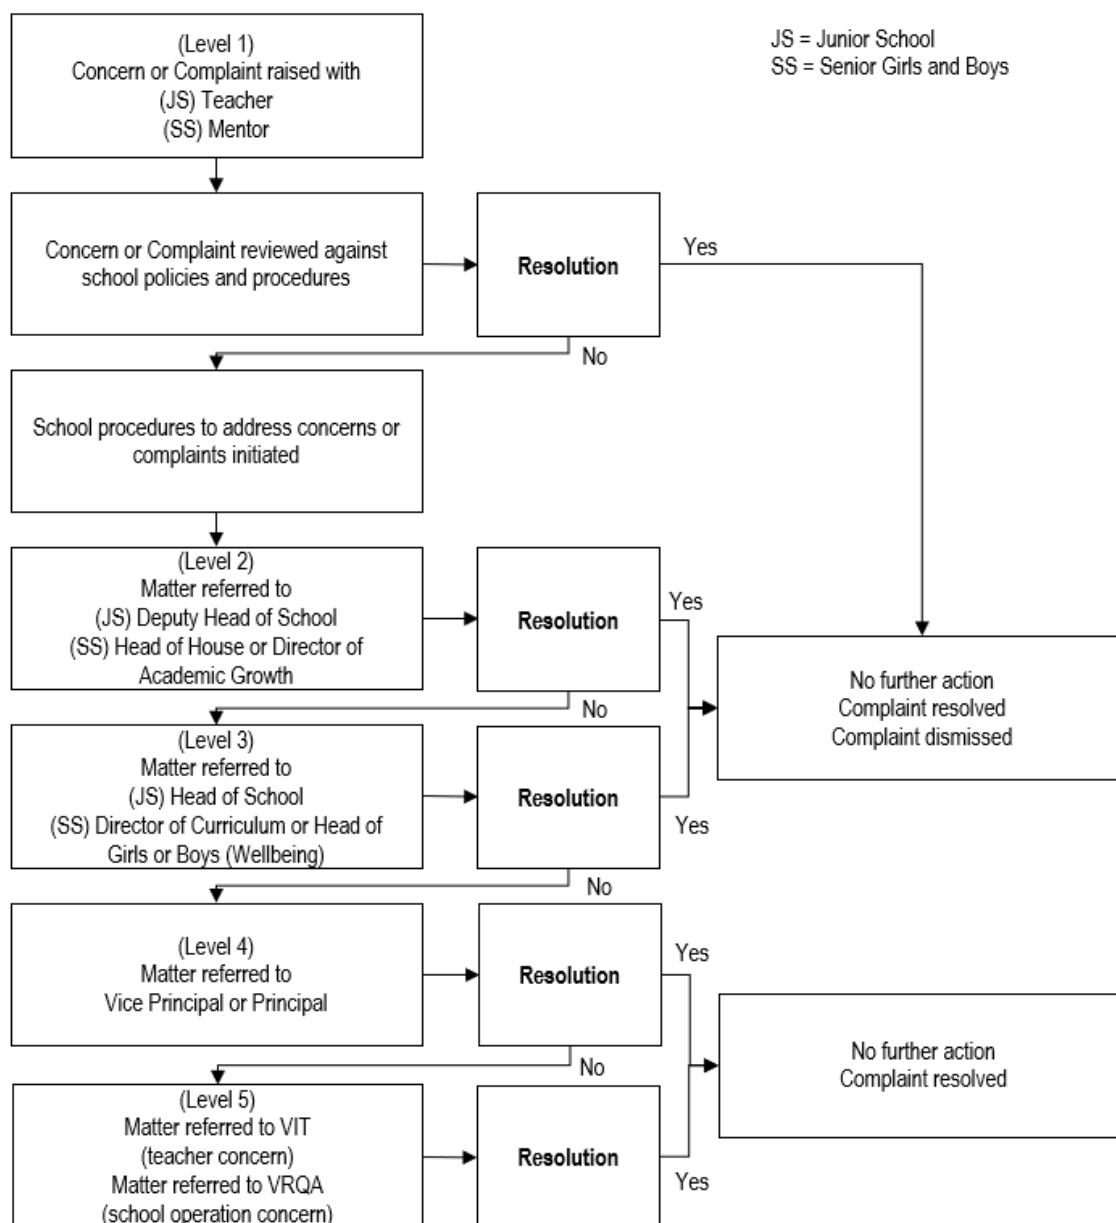 (Level 1)
Concern or Complaint raised with
(JS) Teacher
(SS) Mentor
JS = Junior School
SS = Senior Girls and Boys
Concern or Complaint reviewed against
school policies and procedures
Resolution
Yes
No
School procedures to address concerns or
complaints initiated
(Level 2)
Matter referred to
(JS) Deputy Head of School
(SS) Head of House or Director of
Academic Growth
Resolution
Yes
No
No further action
Complaint resolved
Complaint dismissed
(Level 3)
Matter referred to
(JS) Head of School
(SS) Director of Curriculum or Head of
Girls or Boys (Wellbeing)
Resolution
Yes
No
(Level 4)
Matter referred to
Vice Principal or Principal
Resolution
Yes
No
No further action
Complaint resolved
(Level 5)
Matter referred to VIT
(teacher concern)
Matter referred to VRQA
(school operation concern)
Resolution
Yes